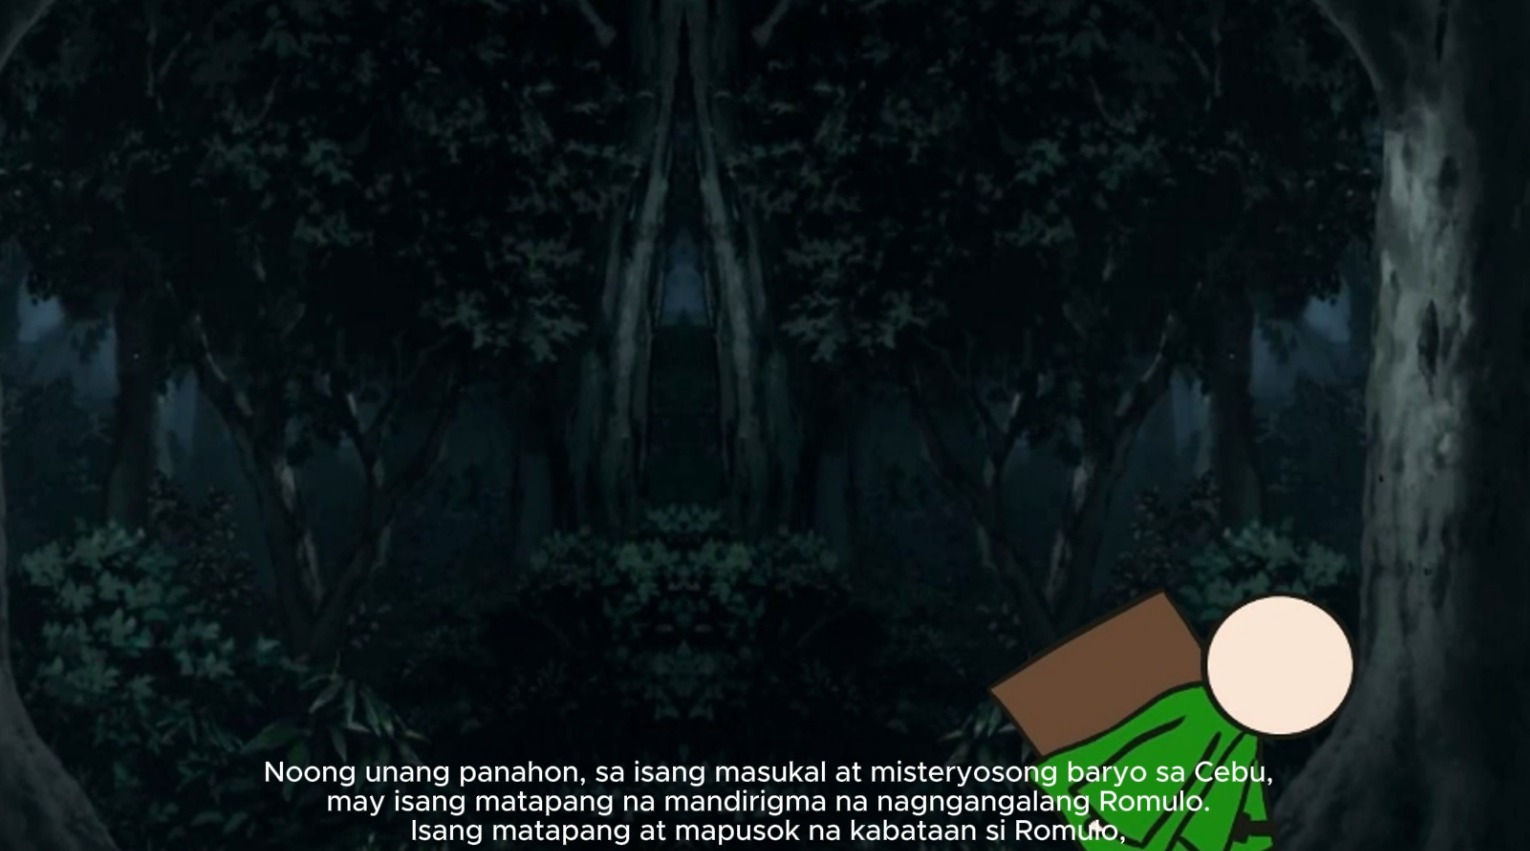 Noong unang panahon, sa isang masukal at misteryosong baryo sa Cebu,
may isang matapang na mandirigma na nagngangalang Romulo.
Isang matapang at mapusok na kabataan si Romulo,